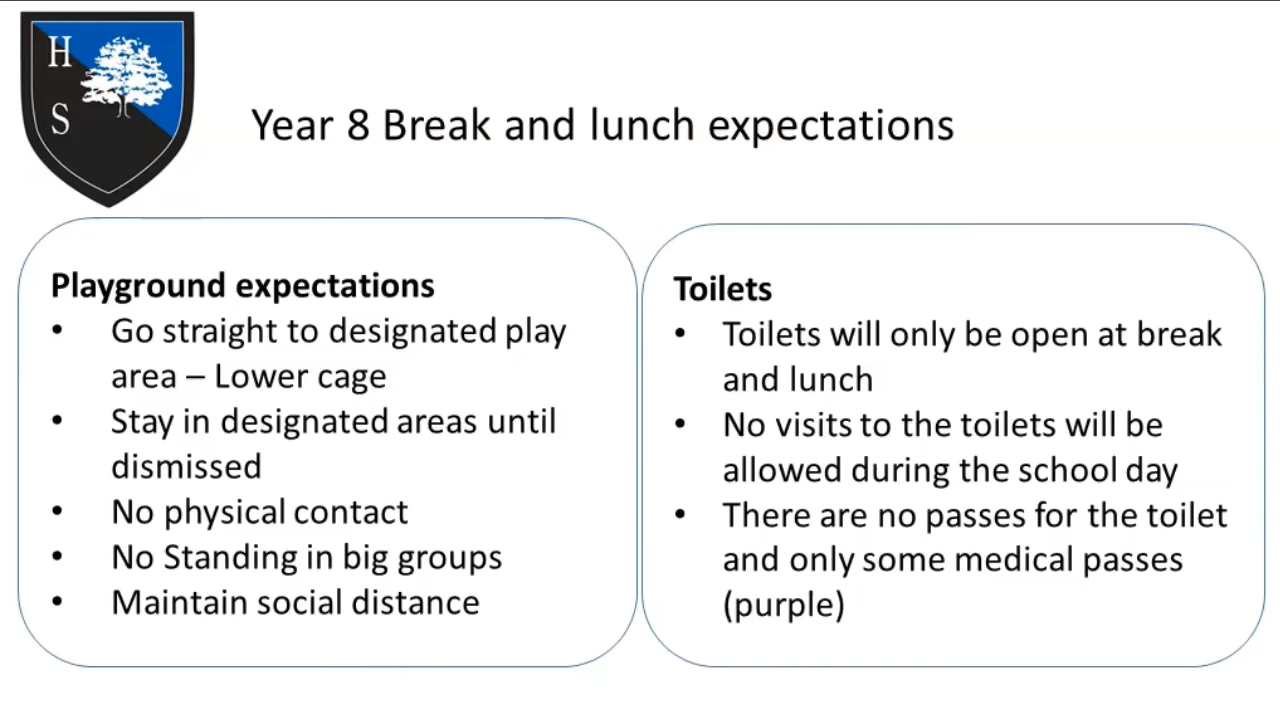 H
S
Year 8 Break and lunch expectations
Playground expectations
• Go straight to designated play
area – Lower cage
• Stay in designated areas until
dismissed
• No physical contact
• No Standing in big groups
• Maintain social distance
Toilets
• Toilets will only be open at break
and lunch
• No visits to the toilets will be
allowed during the school day
• There are no passes for the toilet
and only some medical passes
(purple)